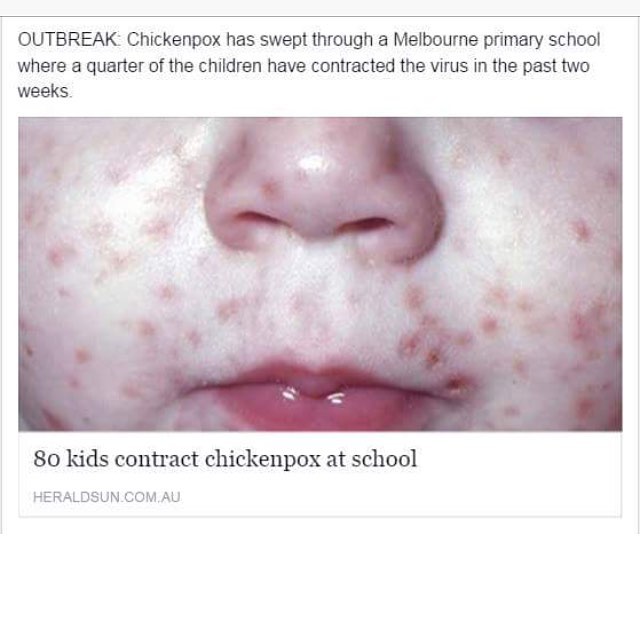 OUTBREAK: Chickenpox has swept through a Melbourne primary school
where a quarter of the children have contracted the virus in the past two
weeks.
80 kids contract chickenpox at school
HERALDSUN.COM.AU